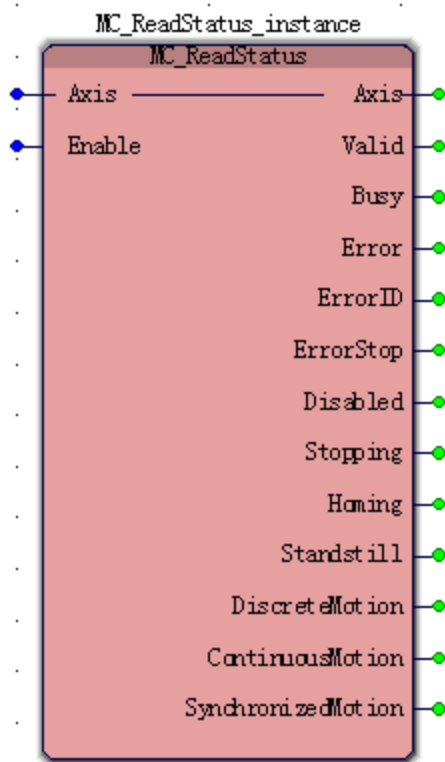 MC_ReadStatus_instance
MC_ReadStatus
Axis Axis
Enable Valid
Busy
Error
ErrorID
ErrorStop
Disabled
Stopping
Homing
Standstill
DiscreteMotion
ContinuousMotion
SynchronizedMotion